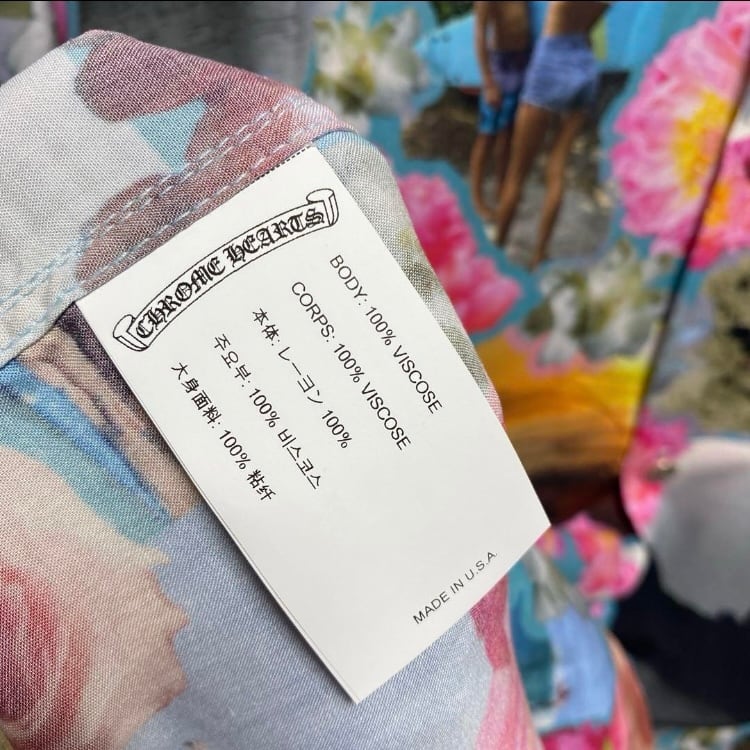 CHROME HEARTS
BODY: 100% VISCOSE
CORPS: 100% VISCOSE
本体: レーヨン 100%
주요부: 100% 비스코스
大身面料: 100% 粘纤
MADE IN U.S.A.